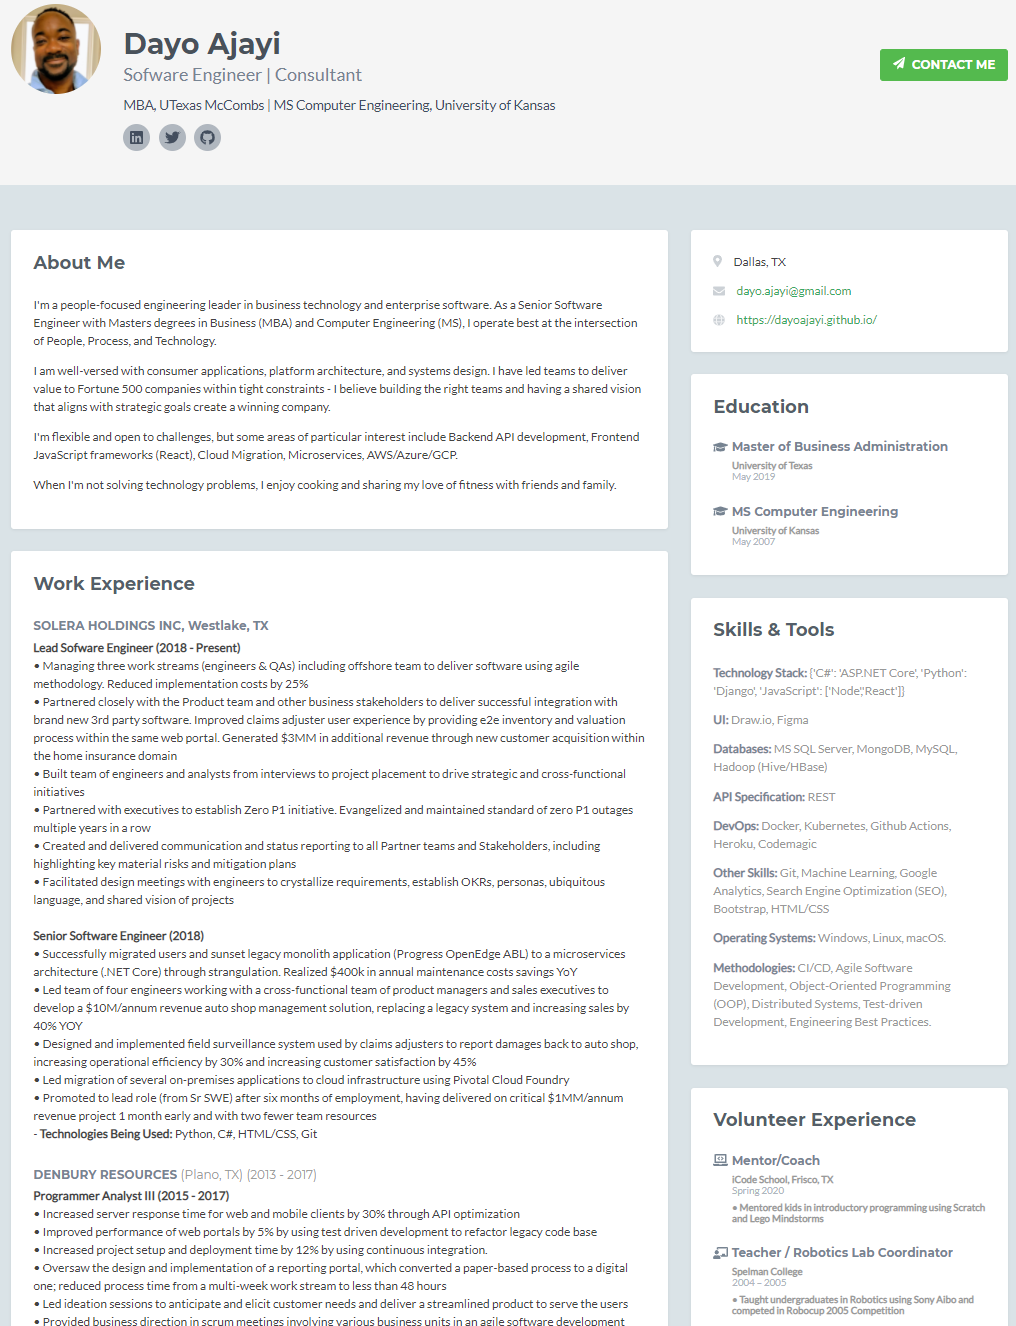 Dayo Ajayi
Sofware Engineer | Consultant
MBA, UTexas McCombs | MS Computer Engineering, University of Kansas
CONTACT ME
About Me
I'm a people-focused engineering leader in business technology and enterprise software. As a Senior Software
Engineer with Masters degrees in Business (MBA) and Computer Engineering (MS), I operate best at the intersection
of People, Process, and Technology.
I am well-versed with consumer applications, platform architecture, and systems design. I have led teams to deliver
value to Fortune 500 companies within tight constraints - I believe building the right teams and having a shared vision
that aligns with strategic goals create a winning company.
I'm flexible and open to challenges, but some areas of particular interest include Backend API development, Frontend
JavaScript frameworks (React), Cloud Migration, Microservices, AWS/Azure/GCP.
When I'm not solving technology problems, I enjoy cooking and sharing my love of fitness with friends and family.
Work Experience
SOLERA HOLDINGS INC, Westlake, TX
Lead Sofware Engineer (2018 - Present)
• Managing three work streams (engineers & QAs) including offshore team to deliver software using agile
methodology. Reduced implementation costs by 25%
• Partnered closely with the Product team and other business stakeholders to deliver successful integration with
brand new 3rd party software. Improved claims adjuster user experience by providing e2e inventory and valuation
process within the same web portal. Generated $3MM in additional revenue through new customer acquisition within
the home insurance domain
• Built team of engineers and analysts from interviews to project placement to drive strategic and cross-functional
initiatives
• Partnered with executives to establish Zero P1 initiative. Evangelized and maintained standard of zero P1 outages
multiple years in a row
• Created and delivered communication and status reporting to all Partner teams and Stakeholders, including
highlighting key material risks and mitigation plans
• Facilitated design meetings with engineers to crystallize requirements, establish OKRs, personas, ubiquitous
language, and shared vision of projects
Senior Software Engineer (2018)
• Successfully migrated users and sunset legacy monolith application (Progress OpenEdge ABL) to a microservices
architecture (.NET Core) through strangulation. Realized $400k in annual maintenance costs savings YoY
• Led team of four engineers working with a cross-functional team of product managers and sales executives to
develop a $10M/annum revenue auto shop management solution, replacing a legacy system and increasing sales by
40% YOY
• Designed and implemented field surveillance system used by claims adjusters to report damages back to auto shop,
increasing operational efficiency by 30% and increasing customer satisfaction by 45%
• Led migration of several on-premises applications to cloud infrastructure using Pivotal Cloud Foundry
• Promoted to lead role (from Sr SWE) after six months of employment, having delivered on critical $1MM/annum
revenue project 1 month early and with two fewer team resources
- Technologies Being Used: Python, C#, HTML/CSS, Git
DENBURY RESOURCES (Plano, TX) (2013 - 2017)
Programmer Analyst III (2015 - 2017)
• Increased server response time for web and mobile clients by 30% through API optimization
• Improved performance of web portals by 5% by using test driven development to refactor legacy code base
• Increased project setup and deployment time by 12% by using continuous integration.
• Oversaw the design and implementation of a reporting portal, which converted a paper-based process to a digital
one; reduced process time from a multi-week work stream to less than 48 hours
• Led ideation sessions to anticipate and elicit customer needs and deliver a streamlined product to serve the users
• Provided business direction in scrum meetings involving various business units in an agile software development
Dallas, TX
dayo.ajayi@gmail.com
https://dayoajayi.github.io/
Education
Master of Business Administration
University of Texas
May 2019
MS Computer Engineering
University of Kansas
May 2007
Skills & Tools
Technology Stack: {'C#': 'ASP.NET Core', 'Python':
'Django', 'JavaScript': ['Node','React']}
UI: Draw.io, Figma
Databases: MS SQL Server, MongoDB, MySQL,
Hadoop (Hive/HBase)
API Specification: REST
DevOps: Docker, Kubernetes, Github Actions,
Heroku, Codemagic
Other Skills: Git, Machine Learning, Google
Analytics, Search Engine Optimization (SEO),
Bootstrap, HTML/CSS
Operating Systems: Windows, Linux, macOS.
Methodologies: CI/CD, Agile Software
Development, Object-Oriented Programming
(OOP), Distributed Systems, Test-driven
Development, Engineering Best Practices.
Volunteer Experience
Mentor/Coach
iCode School, Frisco, TX
Spring 2020
• Mentored kids in introductory programming using Scratch
and Lego Mindstorms
Teacher / Robotics Lab Coordinator
Spelman College
2004 – 2005
• Taught undergraduates in Robotics using Sony Aibo and
competed in Robocup 2005 Competition